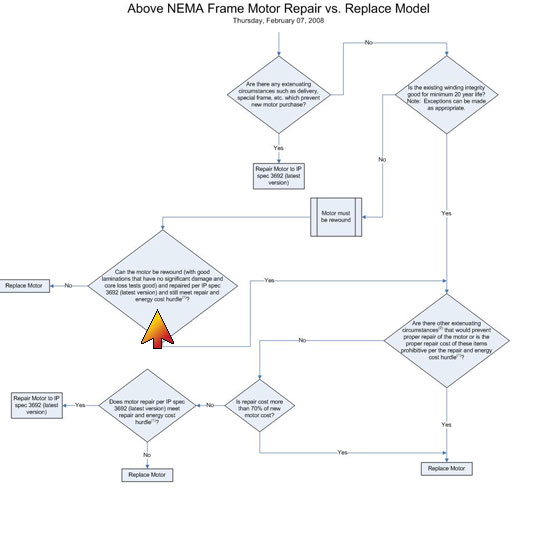 Above NEMA Frame Motor Repair vs. Replace Model
Thursday, February 07, 2008
No
Are there any extenuating
circumstances such as delivery,
special frame, etc. which prevent
new motor purchase?
Is the existing winding integrity
good for minimum 20 year life?
Note: Exceptions can be made
as appropriate.
Yes
No
Repair Motor to IP
spec 3692 (latest
version)
Motor must
be rewound
Yes
Can the motor be rewound (with good
laminations that have no significant damage and
core loss tests good) and repaired per IP spec
3692 (latest version) and still meet repair and
energy cost hurdle(1)?
Replace Motor
No
Yes
Are there other extenuating
circumstances(2) that would prevent
proper repair of the motor or is the
proper repair cost of these items
prohibitive per the repair and energy
cost hurdle(1)?
No
Repair Motor to IP
spec 3692 (latest
version)
Yes
Does motor repair per IP spec
3692 (latest version) meet
repair and energy cost
hurdle(1)?
No
Is repair cost more
than 70% of new
motor cost?
Yes
No
Yes
Replace Motor
Replace Motor